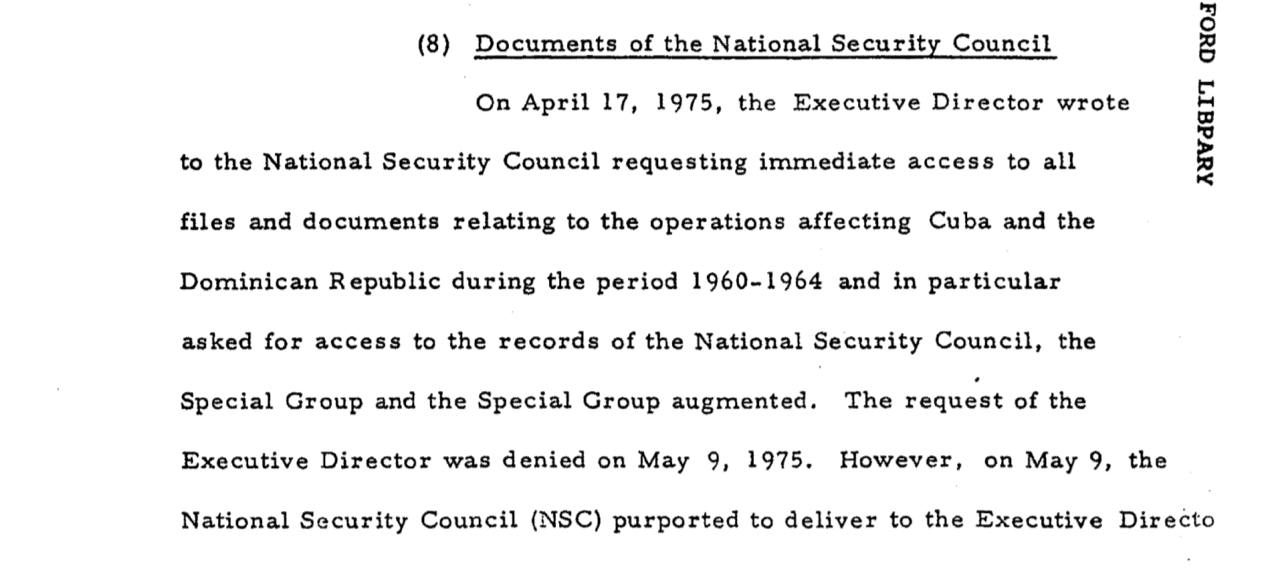 (8) Documents of the National Security Council
On April 17, 1975, the Executive Director wrote
to the National Security Council requesting immediate access to all
files and documents relating to the operations affecting Cuba and the
Dominican Republic during the period 1960-1964 and in particular
asked for access to the records of the National Security Council, the
Special Group and the Special Group augmented. The request of the
Executive Director was denied on May 9, 1975. However, on May 9, the
National Security Council (NSC) purported to deliver to the Executive Directo
FORD LIBRARY